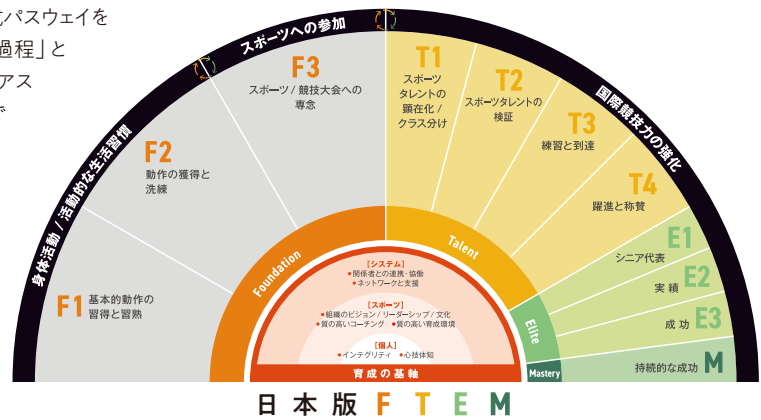 パスウェイを
過程」と
アス
身体活動 / 活動的な生活習慣
スポーツへの参加
国際競技力の強化
F1
基本的動作の
習得と習熟
F2
動作の獲得と
洗練
F3
スポーツ / 競技大会への
専念
T1
スポーツ
タレントの
顕在化 /
クラス分け
T2
スポーツタレントの
検証
T3
練習と到達
T4
躍進と称賛
E1
シニア代表
E2
実績
E3
成功
M
持続的な成功
Foundation
Talent
Elite
Mastery
[システム]
●関係者との連携・協働
●ネットワークと支援
[スポーツ]
●組織のビジョン / リーダーシップ / 文化
●質の高いコーチング ●質の高い育成環境
[個人]
●インテグリティ ●心技体知
育成の基軸
日本版 F T E M